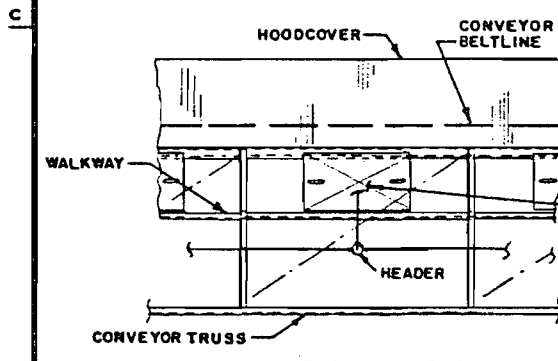 C
HOODCOVER
CONVEYOR
BELTLINE
WALKWAY
HEADER
CONVEYOR TRUSS